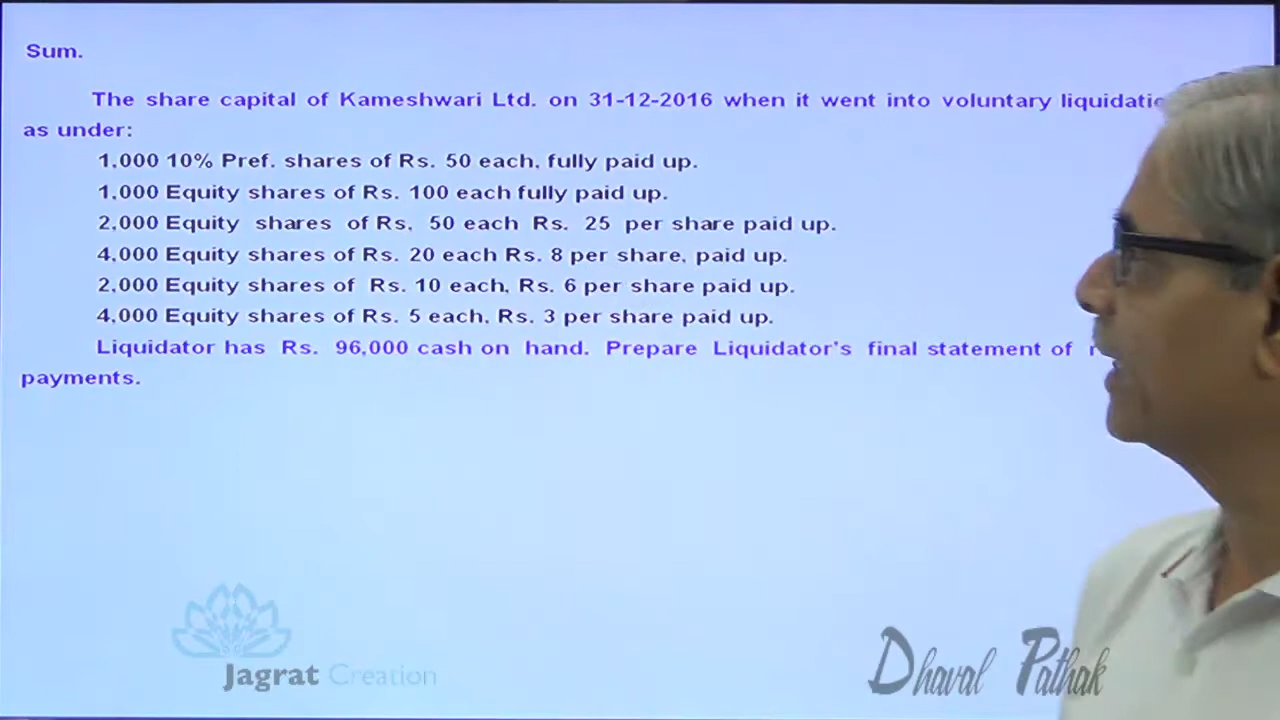 Sum.
The share capital of Kameshwari Ltd. on 31-12-2016 when it went into voluntary
as under:
1,000 10% Pref. shares of Rs. 50 each, fully paid up.
1,000 Equity shares of Rs. 100 each fully paid up.
2,000 Equity shares of Rs, 50 each Rs. 25 per share paid up.
4,000 Equity shares of Rs. 20 each Rs. 8 per share, paid up.
2,000 Equity shares of Rs. 10 each, Rs. 6 per share paid up.
4,000 Equity shares of Rs. 5 each, Rs. 3 per share paid up.
Liquidator has Rs. 96,000 cash on hand. Prepare Liquidator's final statement of
payments.
Jagrat Creation
Dhaval Pathak